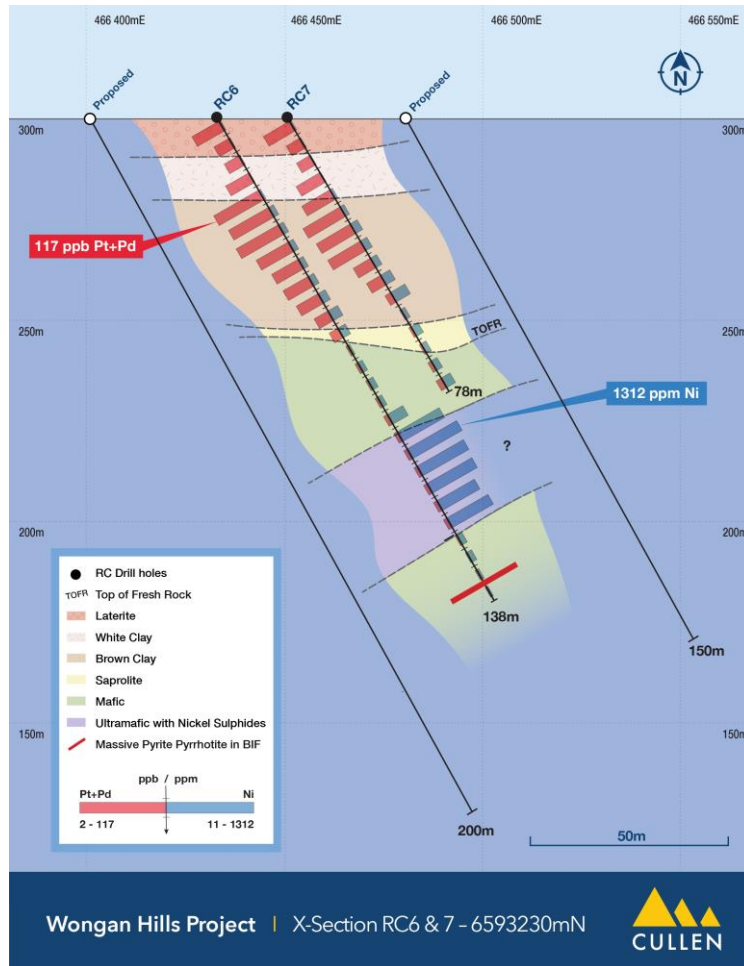 466 400mE
466 450mE
466 500mE
466 550mE
N
Proposed
RC6
RC7
Proposed
300m
300m
117 ppb Pt+Pd
250m
250m
TOFR
78m
1312 ppm Ni
?
200m
200m
138m
150m
150m
150m
200m
RC Drill holes
TOFR Top of Fresh Rock
Laterite
White Clay
Brown Clay
Saprolite
Mafic
Ultramafic with Nickel Sulphides
Massive Pyrite Pyrrhotite in BIF
ppb / ppm
Pt+Pd Ni
2 - 117 11 - 1312
50m
Wongan Hills Project | X-Section RC6 & 7 – 6593230mN
CULLEN